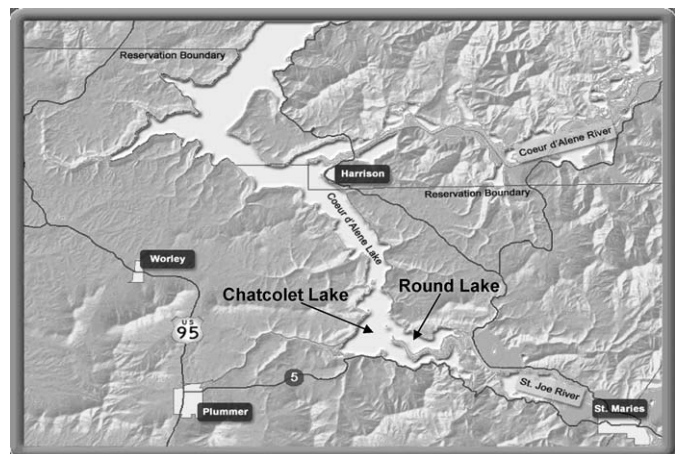 Reservation Boundary
Coeur d'Alene River
Harrison
Reservation Boundary
Coeur d'Alene Lake
Worley
Chatcolet Lake
Round Lake
US
95
5
St. Joe River
Plummer
St. Maries